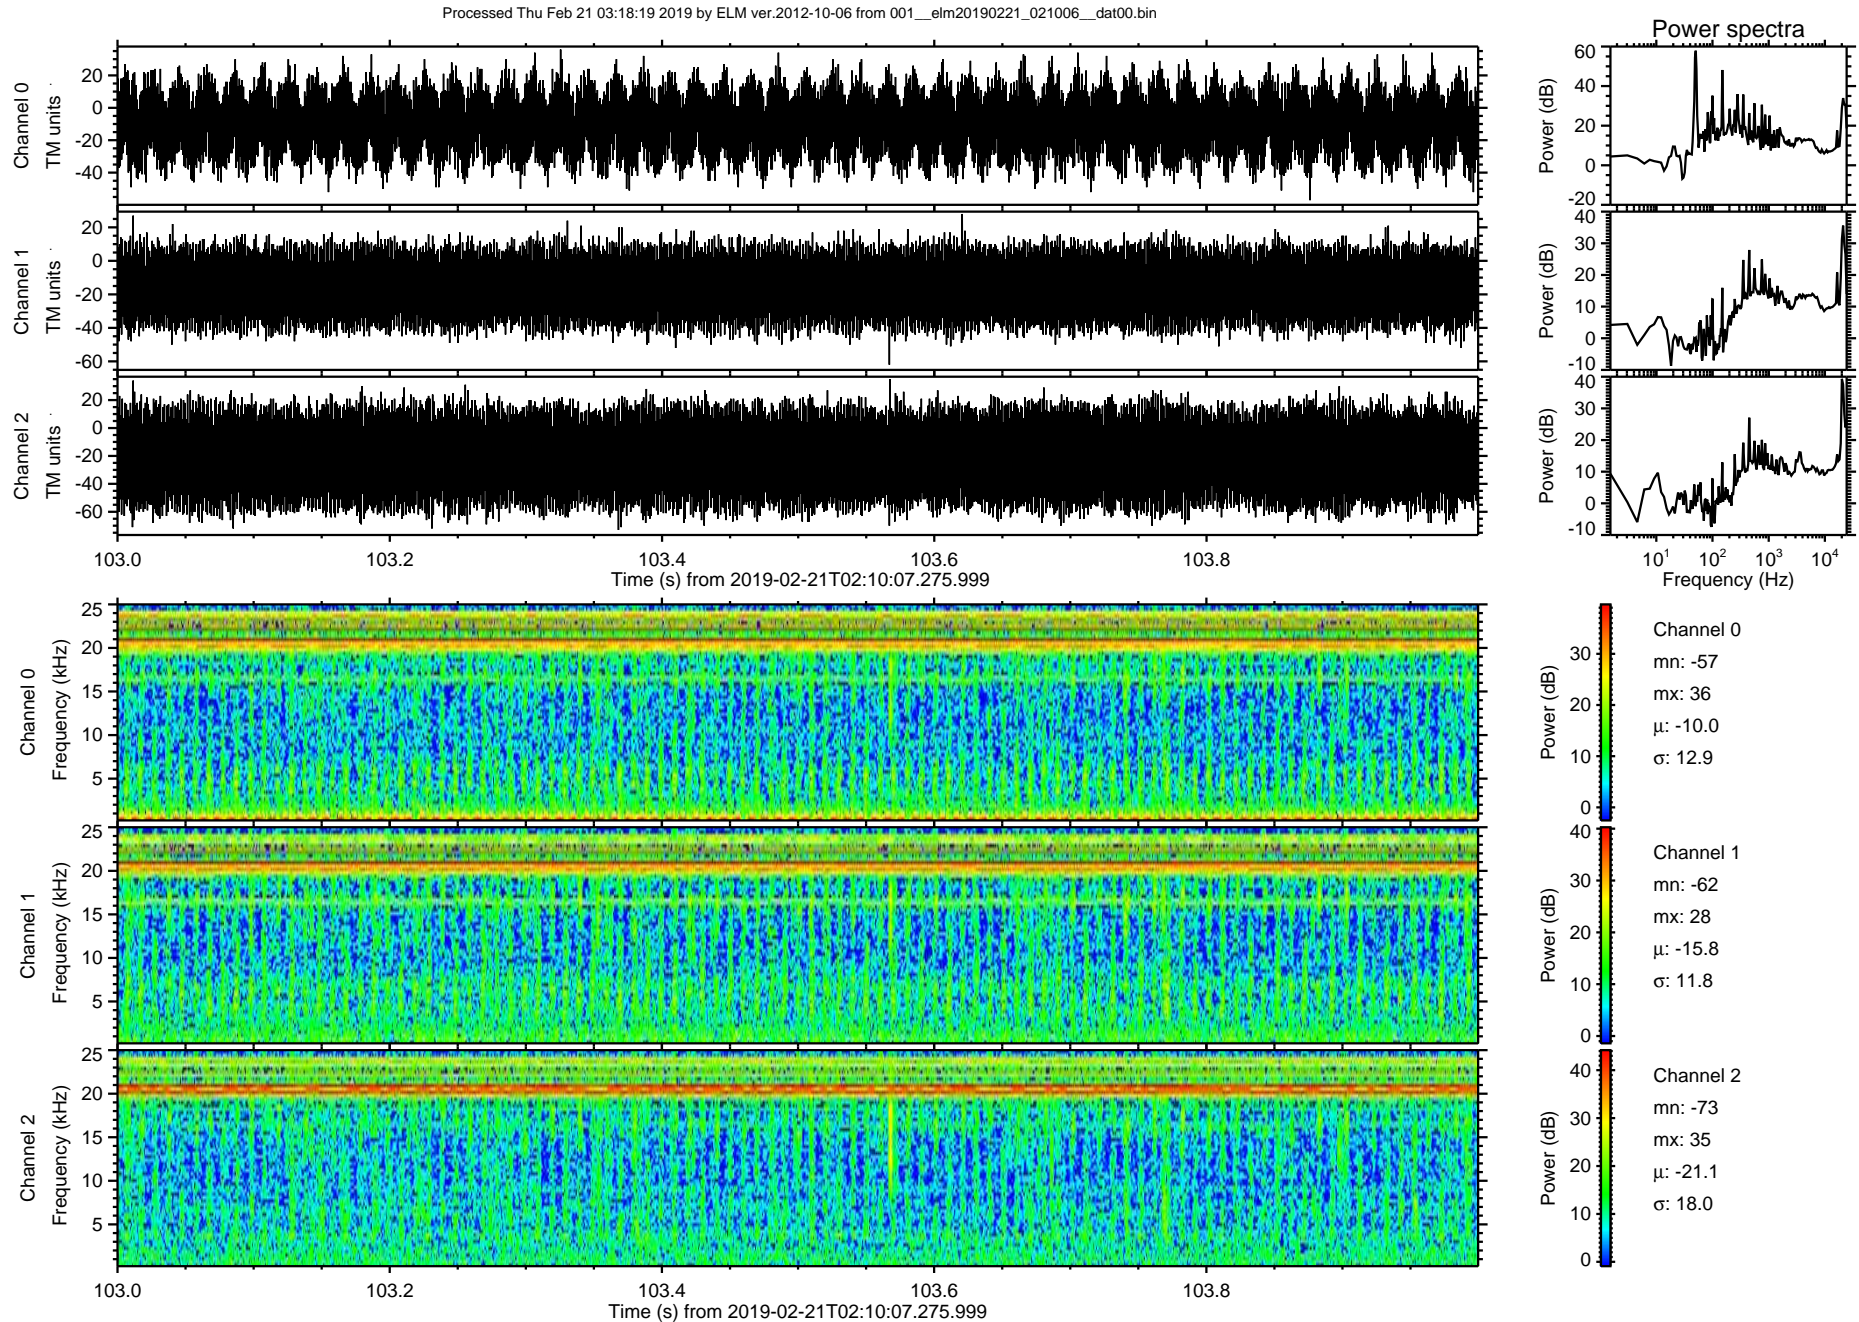 Processed Thu Feb 21 03:18:19 2019 by ELM ver.2012-10-06 from 001__elm20190221_021006__dat00.bin
Power spectra
Channel 0
TM units
20
0
-20
-40
Power (dB)
60
40
20
0
-20
Channel 1
TM units
20
0
-20
-40
-60
Power (dB)
40
30
20
10
0
-10
Channel 2
TM units
20
0
-20
-40
-60
Power (dB)
40
30
20
10
0
-10
103.0 103.2 103.4 103.6 103.8
Time (s) from 2019-02-21T02:10:07.275.999
10^1 10^2 10^3 10^4
Frequency (Hz)
Channel 0
Frequency (kHz)
25
20
15
10
5
Power (dB)
30
20
10
0
Channel 0
mn: -57
mx: 36
μ: -10.0
σ: 12.9
Channel 1
Frequency (kHz)
25
20
15
10
5
Power (dB)
40
30
20
10
0
Channel 1
mn: -62
mx: 28
μ: -15.8
σ: 11.8
Channel 2
Frequency (kHz)
25
20
15
10
5
Power (dB)
40
30
20
10
0
Channel 2
mn: -73
mx: 35
μ: -21.1
σ: 18.0
103.0 103.2 103.4 103.6 103.8
Time (s) from 2019-02-21T02:10:07.275.999